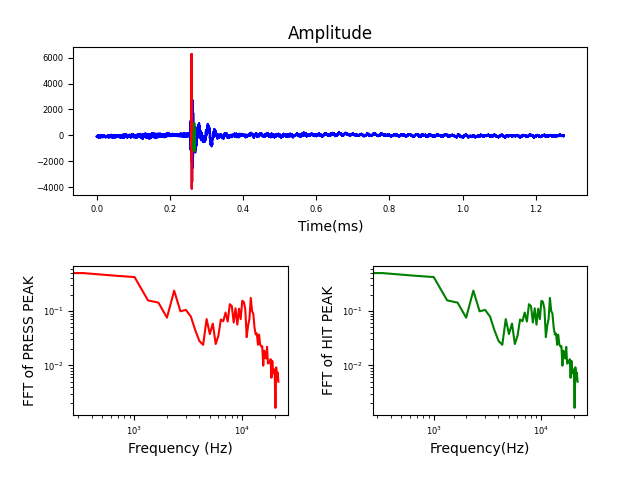 Amplitude
6000
4000
2000
0
−2000
−4000
0.0 0.2 0.4 0.6 0.8 1.0 1.2
Time(ms)
FFT of PRESS PEAK
10⁻¹
10⁻²
10³ 10⁴
Frequency (Hz)
FFT of HIT PEAK
10⁻¹
10⁻²
10³ 10⁴
Frequency(Hz)